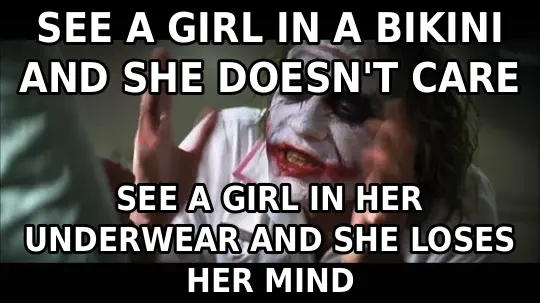 SEE A GIRL IN A BIKINI
AND SHE DOESN'T CARE
SEE A GIRL IN HER
UNDERWEAR AND SHE LOSES
HER MIND